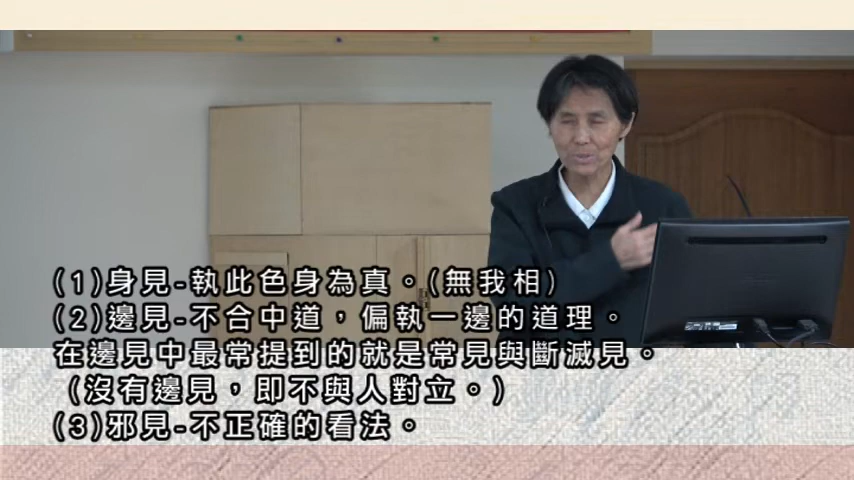 (1)身見-執此色身為真。(無我相)
(2)邊見-不合中道，偏執一邊的道理。
在邊見中最常提到的就是常見與斷滅見。
(沒有邊見，即不與人對立。)
(3)邪見-不正確的看法。